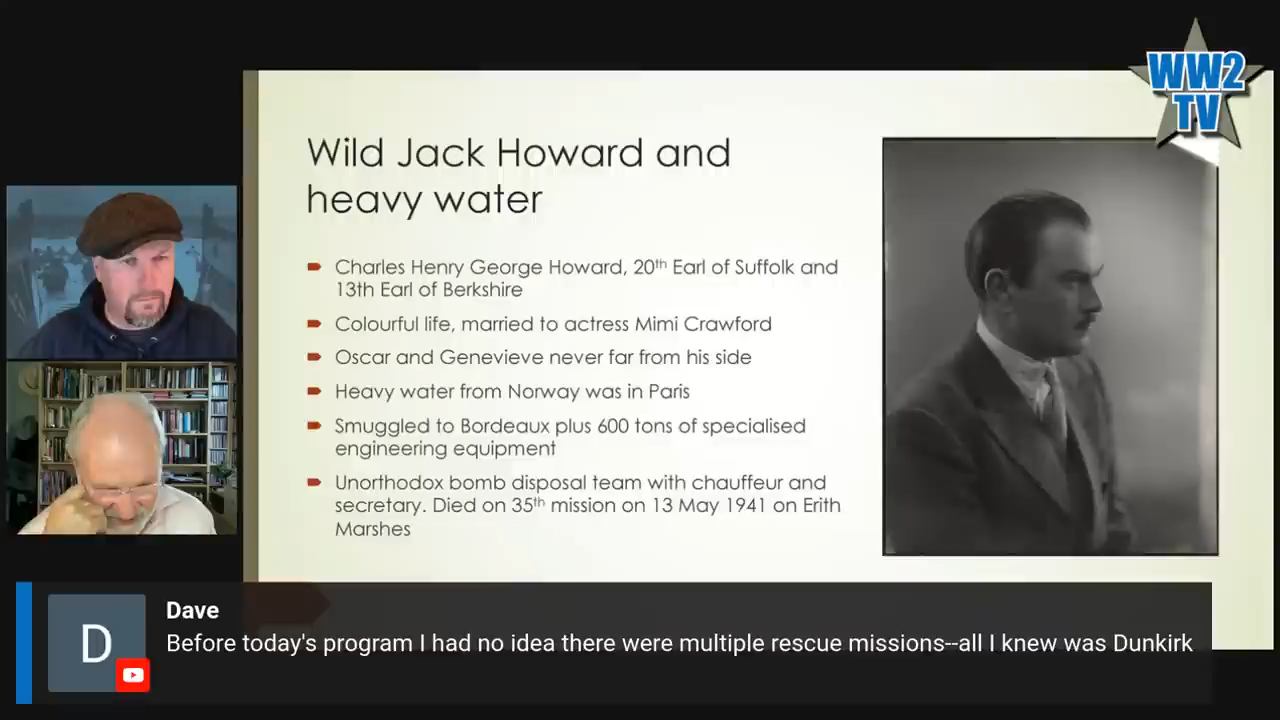 WW2
TV
Wild Jack Howard and
heavy water
Charles Henry George Howard, 20th Earl of Suffolk and
13th Earl of Berkshire
Colourful life, married to actress Mimi Crawford
Oscar and Genevieve never far from his side
Heavy water from Norway was in Paris
Smuggled to Bordeaux plus 600 tons of specialised
engineering equipment
Unorthodox bomb disposal team with chauffeur and
secretary. Died on 35th mission on 13 May 1941 on Erith
Marshes
D
Dave
Before today's program I had no idea there were multiple rescue missions--all I knew was Dunkirk